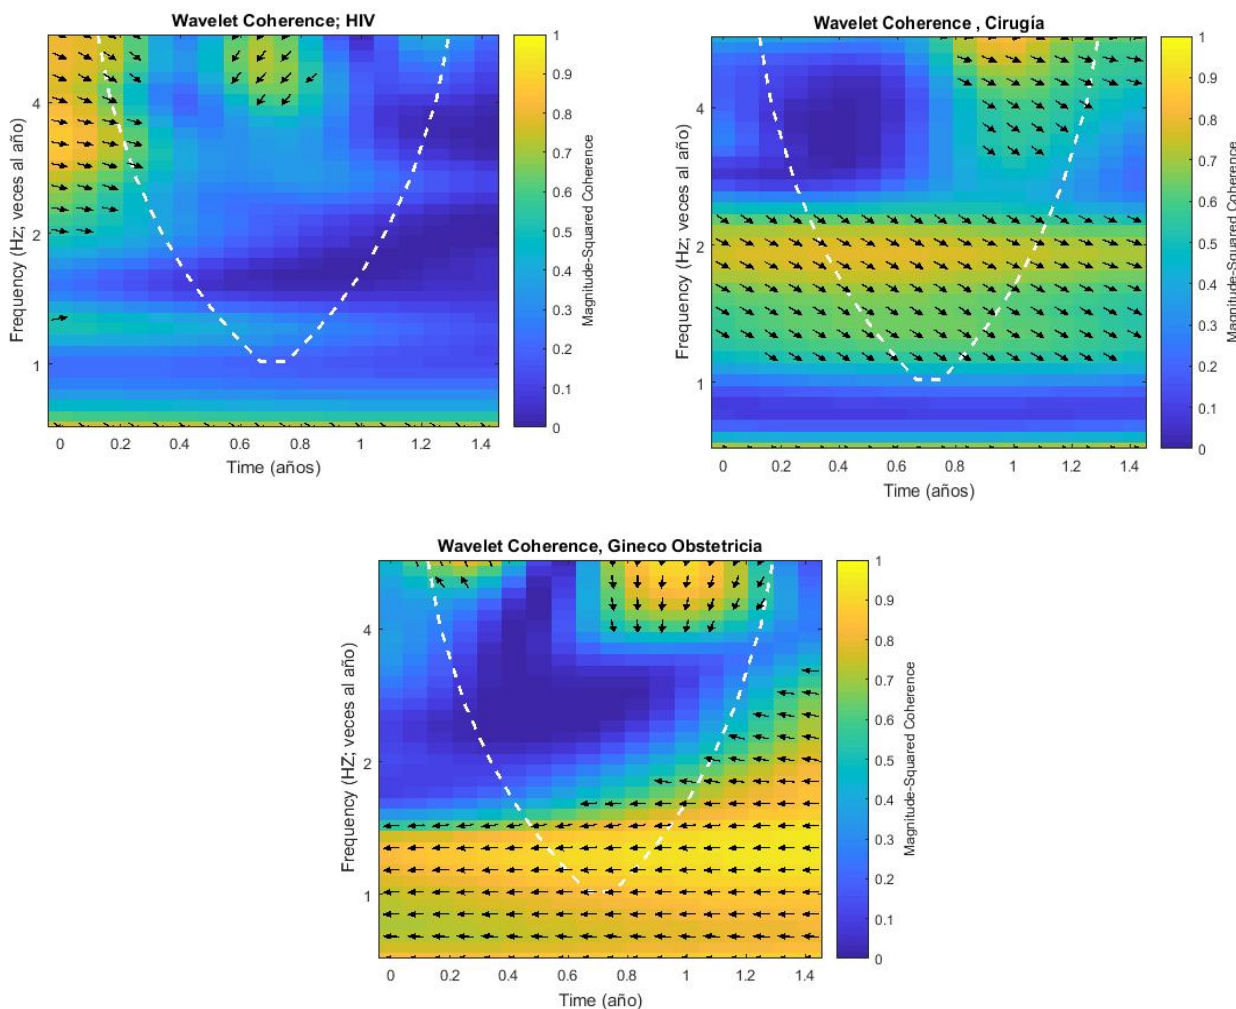 Wavelet Coherence; HIV
Frequency (Hz; veces al año)
4
2
1
0 0.2 0.4 0.6 0.8 1 1.2 1.4
Time (años)
1
0.9
0.8
0.7
0.6
0.5
0.4
0.3
0.2
0.1
0
Magnitude-Squared Coherence
Wavelet Coherence , Cirugía
Frequency (Hz; veces al año)
4
2
1
0 0.2 0.4 0.6 0.8 1 1.2 1.4
Time (años)
1
0.9
0.8
0.7
0.6
0.5
0.4
0.3
0.2
0.1
0
Magnitude-Squared Coherence
Wavelet Coherence, Gineco Obstetricia
Frequency (HZ; veces al año)
4
2
1
0 0.2 0.4 0.6 0.8 1 1.2 1.4
Time (año)
1
0.9
0.8
0.7
0.6
0.5
0.4
0.3
0.2
0.1
0
Magnitude-Squared Coherence